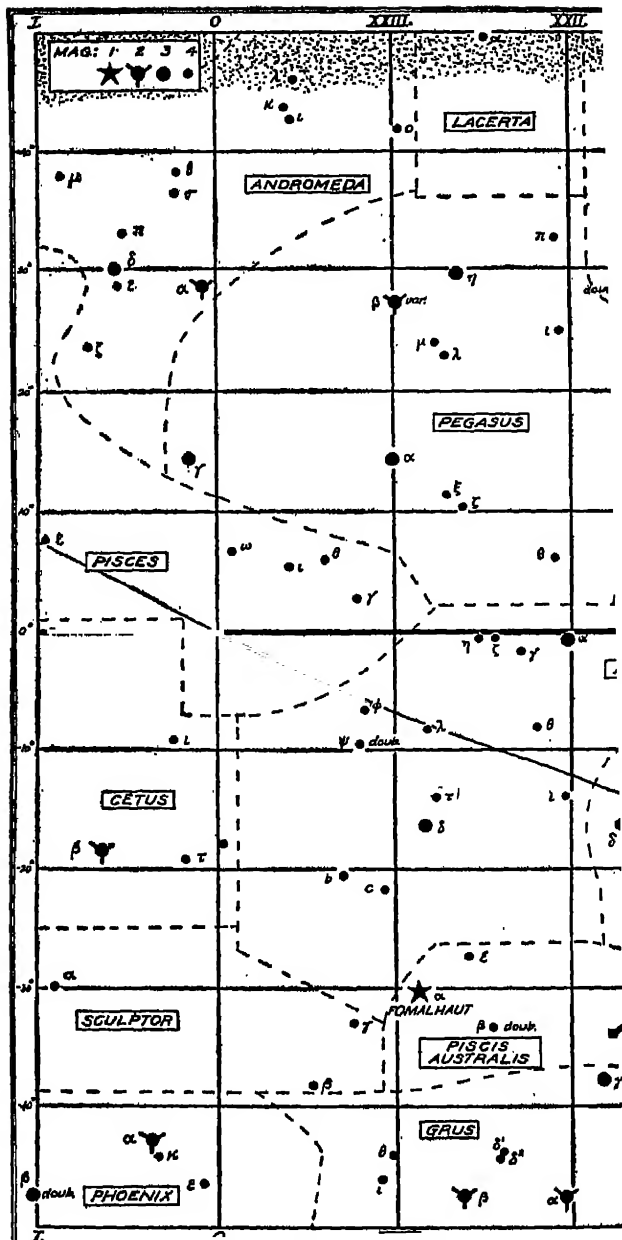 I. O XXIII. XXII.
MAG: 1 2 3 4
α
λ
κ ι
ο
LACERTA
40°
μ θ
σ
ANDROMEDA
π π
30° δ η
ε α doub
β var.
μ λ ι
ζ
20°
PEGASUS
γ α
ξ ζ
10°
ε PISCES ω ι θ θ
γ
0° η ζ γ α
φ λ θ
-10° ι ψ doub.
τ' ι
CETUS δ δ
β τ
-20° b c
ε
-30° α α
FOMALHAUT
SCULPTOR γ β doub.
PISCIS
AUSTRALIS
β γ
-40°
GRUS
α κ θ δ' δ²
β ε ι
doub. PHOENIX β α
I. O